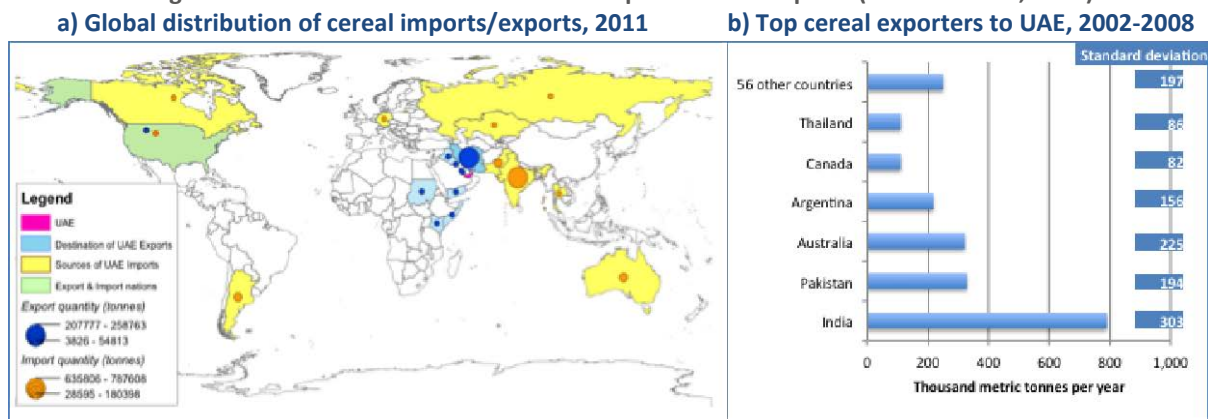 a) Global distribution of cereal imports/exports, 2011
b) Top cereal exporters to UAE, 2002-2008
Legend
UAE
Destination of UAE Exports
Sources of UAE Imports
Export & Import nations
Export quantity (tonnes)
207777 - 258763
3826 - 54813
Import quantity (tonnes)
635806 - 787608
28595 - 180398
Standard deviation
56 other countries 197
Thailand 86
Canada 82
Argentina 156
Australia 225
Pakistan 194
India 303
0 200 400 600 800 1,000
Thousand metric tonnes per year